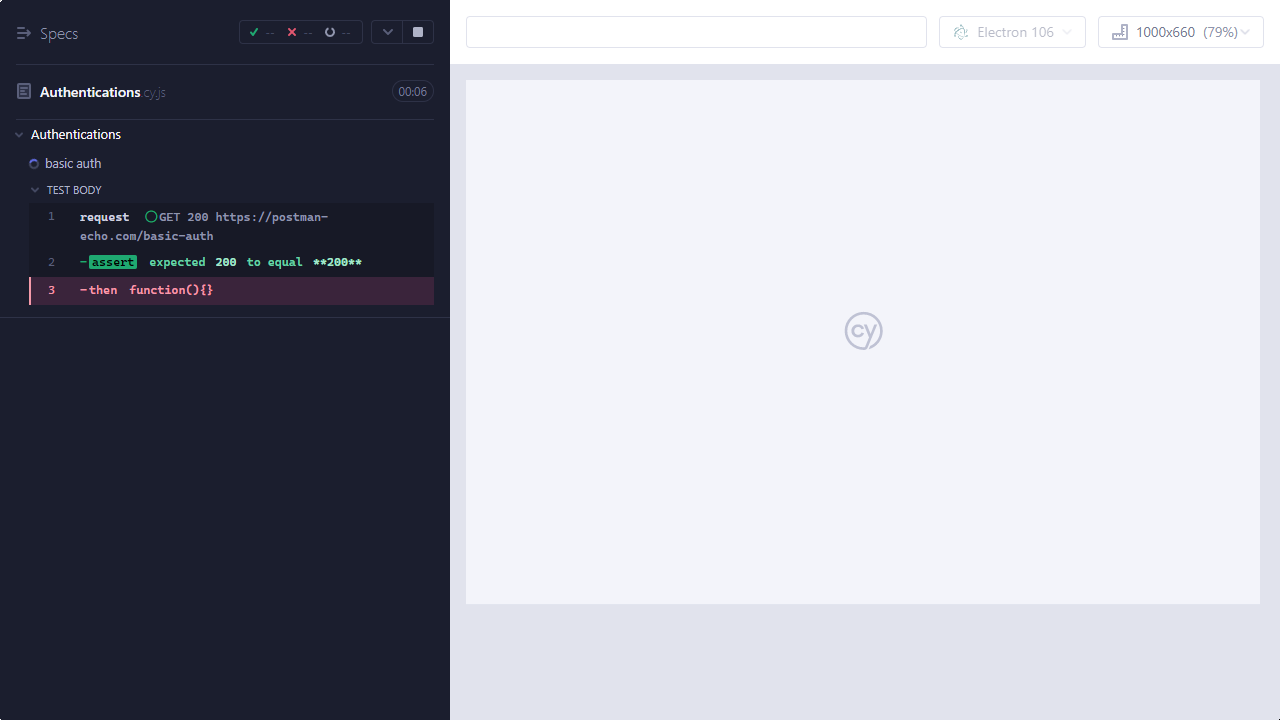 Specs
-- -- --
Electron 106
1000x660 (79%)
Authentications.cy.js
00:06
Authentications
basic auth
TEST BODY
1 request GET 200 https://postman-
echo.com/basic-auth
2 -assert expected 200 to equal **200**
3 -then function(){}
cy